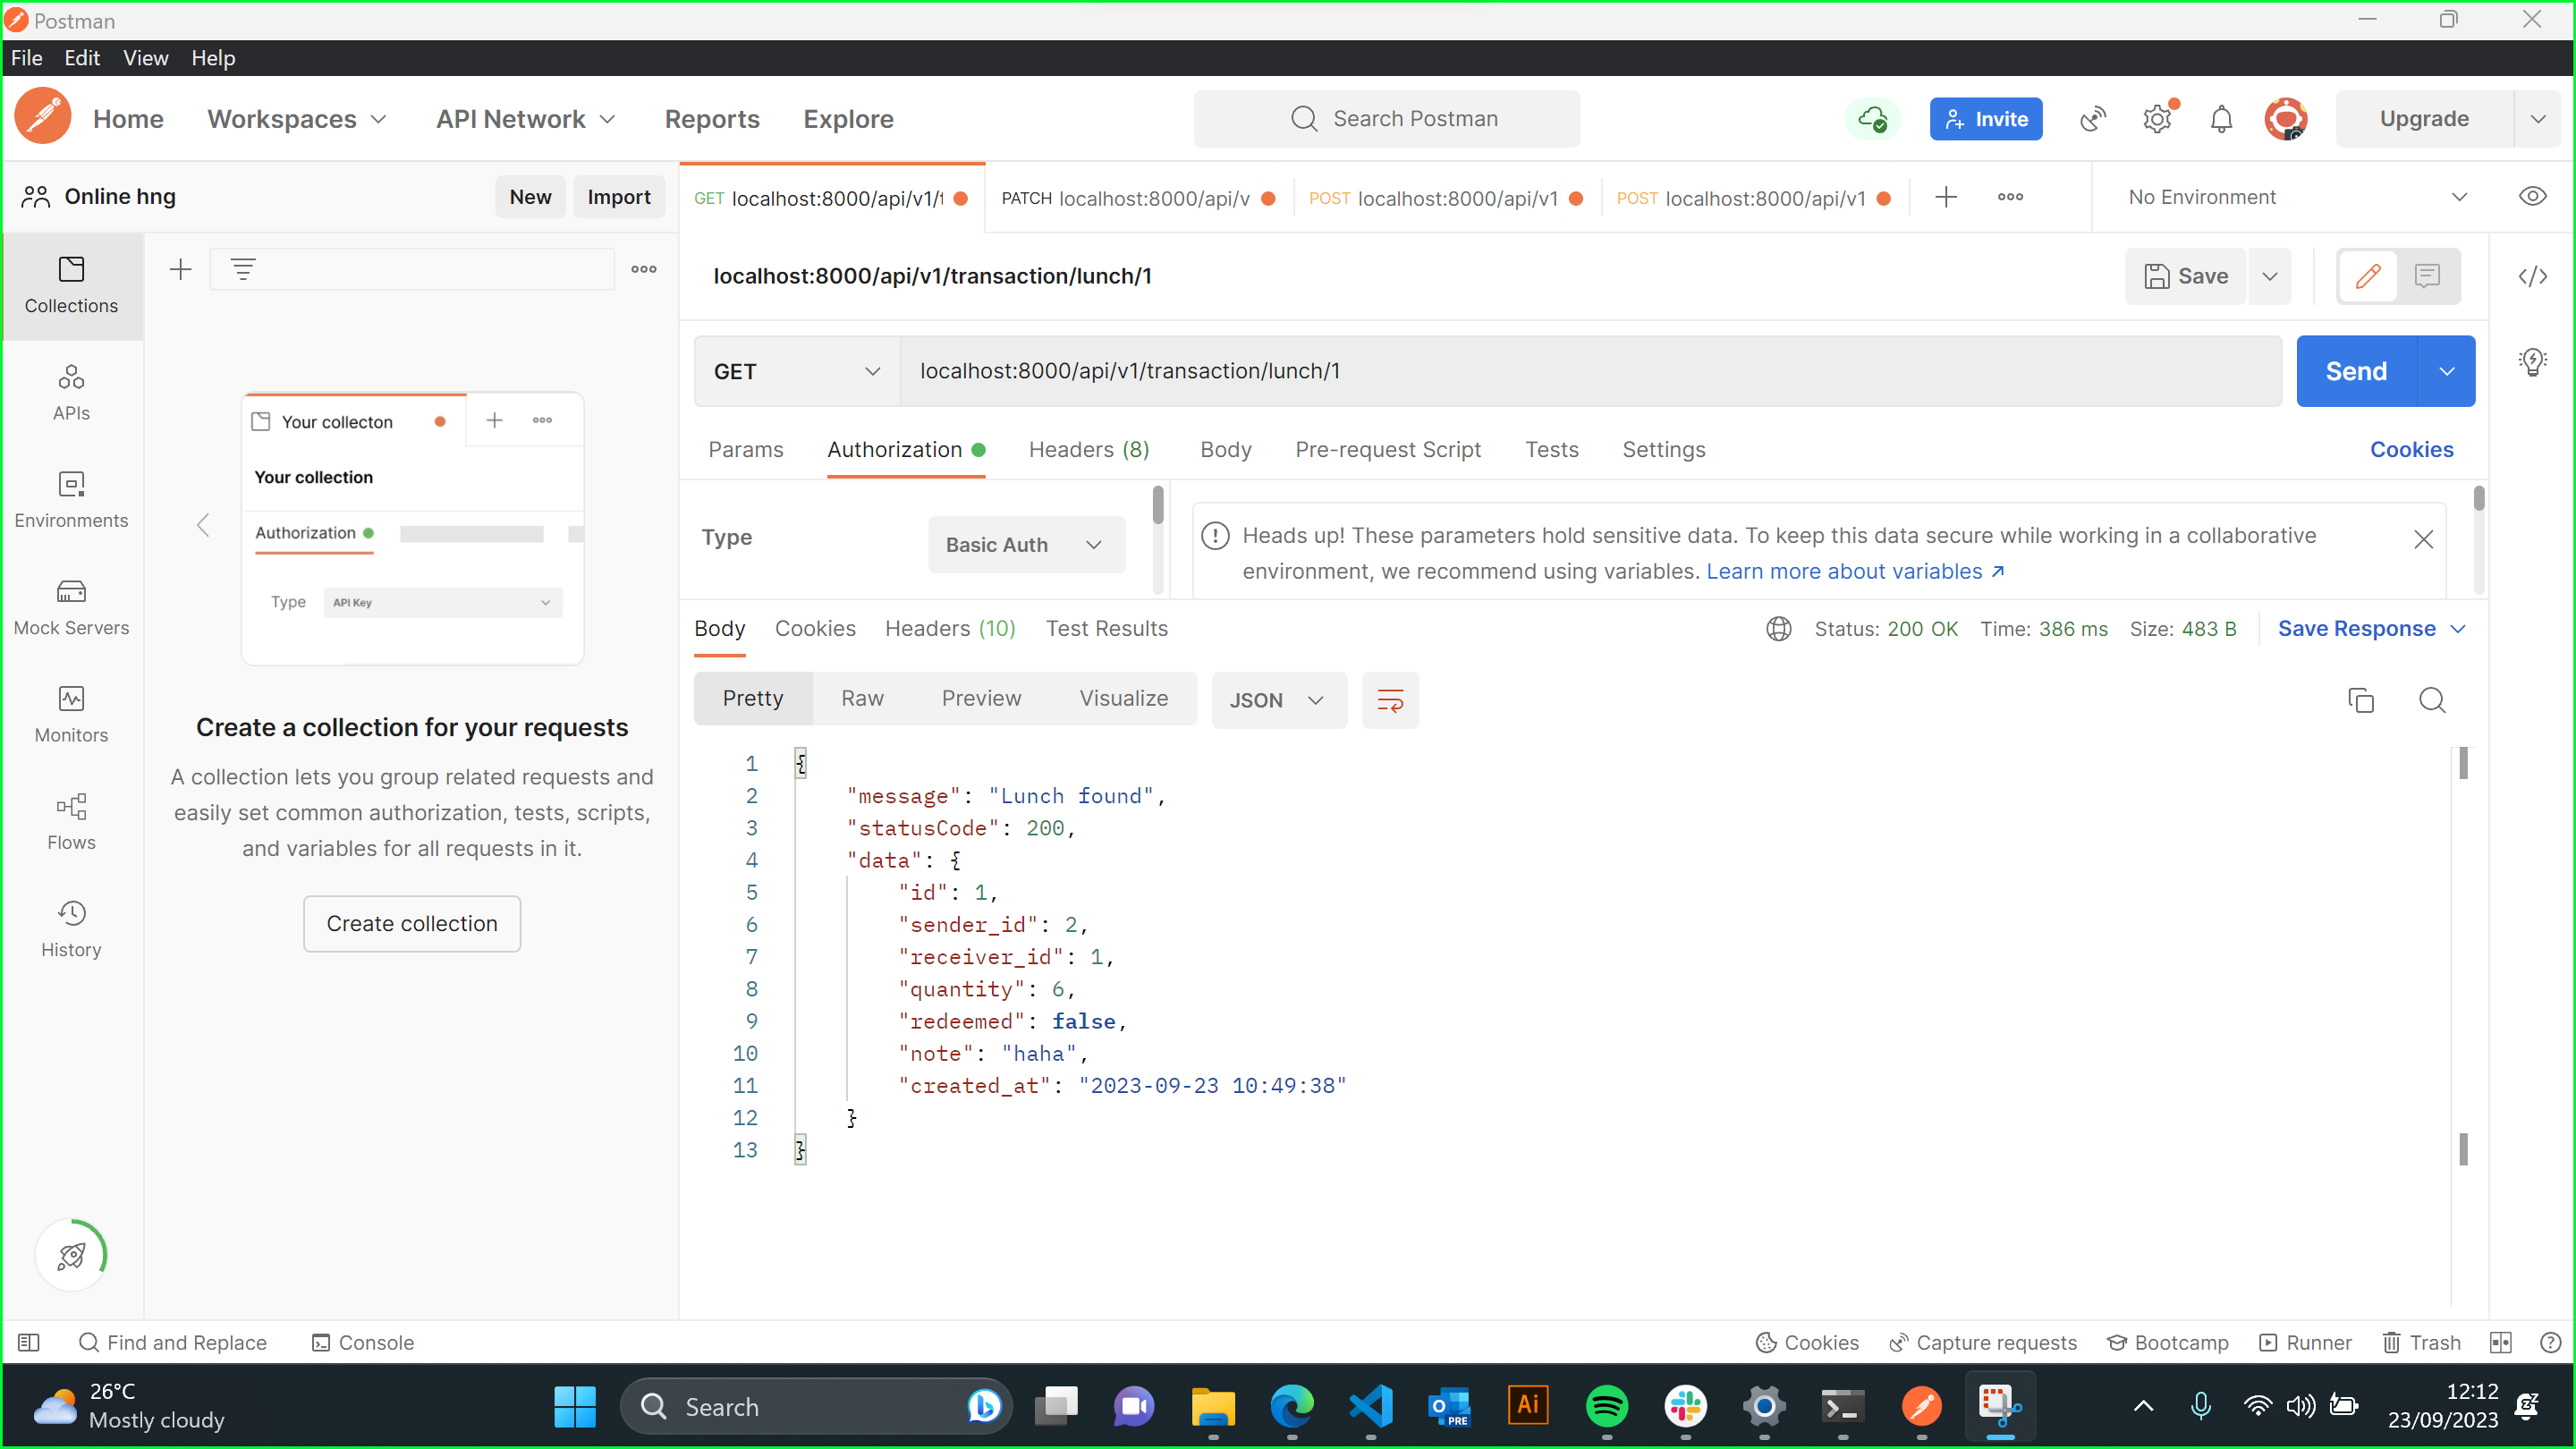 Postman
File Edit View Help
Home Workspaces API Network Reports Explore Search Postman Invite Upgrade
Online hng New Import
GET localhost:8000/api/v1/t PATCH localhost:8000/api/v POST localhost:8000/api/v1 POST localhost:8000/api/v1 No Environment
Collections
APIs
Environments
Mock Servers
Monitors
Flows
History
Your collecton
Your collection
Authorization
Type API Key
Create a collection for your requests
A collection lets you group related requests and
easily set common authorization, tests, scripts,
and variables for all requests in it.
Create collection
localhost:8000/api/v1/transaction/lunch/1 Save
GET localhost:8000/api/v1/transaction/lunch/1 Send
Params Authorization Headers (8) Body Pre-request Script Tests Settings Cookies
Type Basic Auth
Heads up! These parameters hold sensitive data. To keep this data secure while working in a collaborative
environment, we recommend using variables. Learn more about variables ↗
Body Cookies Headers (10) Test Results Status: 200 OK Time: 386 ms Size: 483 B Save Response
Pretty Raw Preview Visualize JSON
1 {
2 "message": "Lunch found",
3 "statusCode": 200,
4 "data": {
5 "id": 1,
6 "sender_id": 2,
7 "receiver_id": 1,
8 "quantity": 6,
9 "redeemed": false,
10 "note": "haha",
11 "created_at": "2023-09-23 10:49:38"
12 }
13 }
Find and Replace Console Cookies Capture requests Bootcamp Runner Trash
26°C
Mostly cloudy
Search
PRE
Ai
12:12
23/09/2023